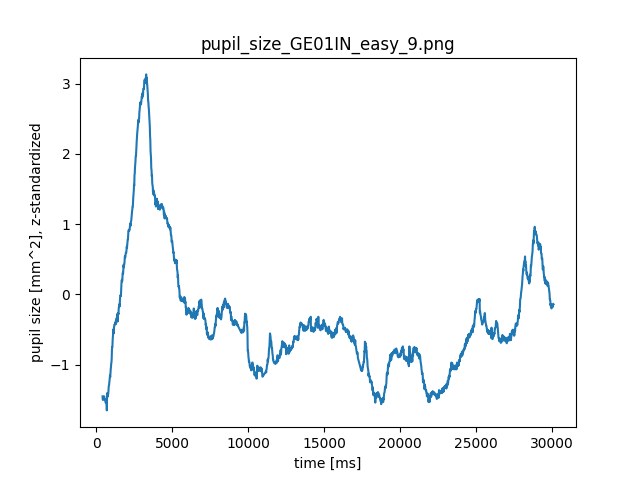 pupil_size_GE01IN_easy_9.png
pupil size [mm^2], z-standardized
3
2
1
0
−1
0 5000 10000 15000 20000 25000 30000
time [ms]